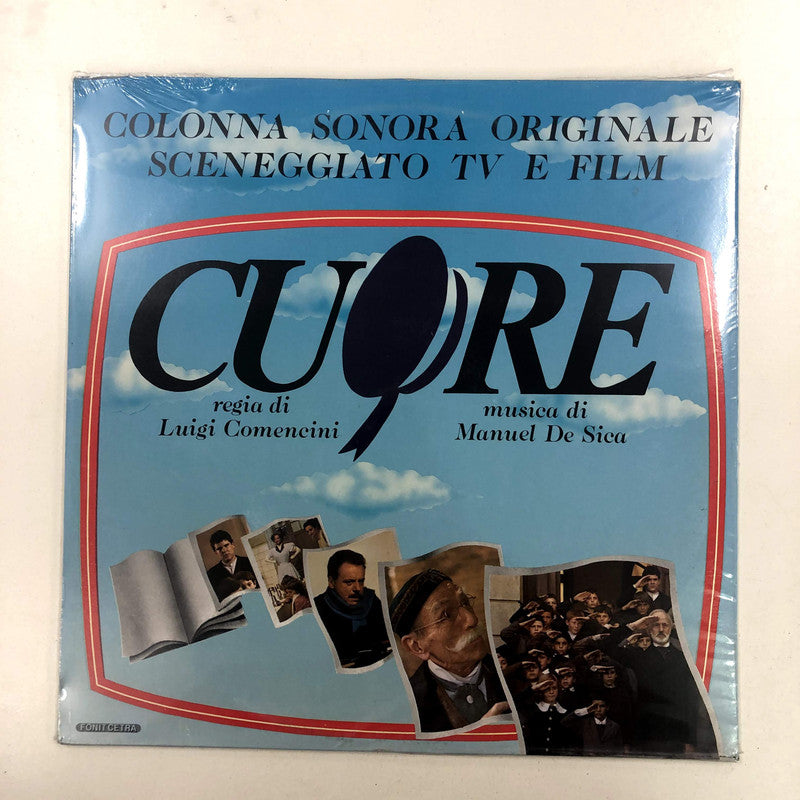 COLONNA SONORA ORIGINALE
SCENEGGIATO TV E FILM
CUORE
regia di
Luigi Comencini
musica di
Manuel De Sica
FONIT CETRA